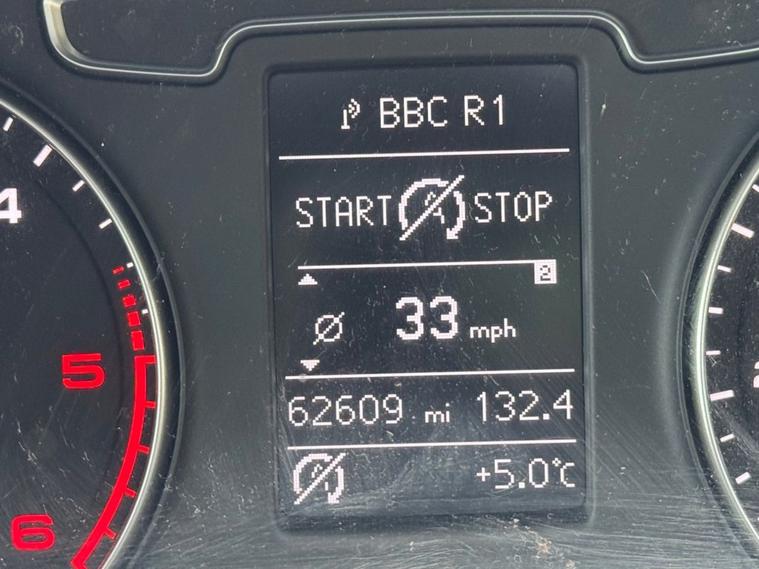 BBC R1
START STOP
2
Ø 33 mph
62609 mi 132.4
+5.0°C
4
5
6